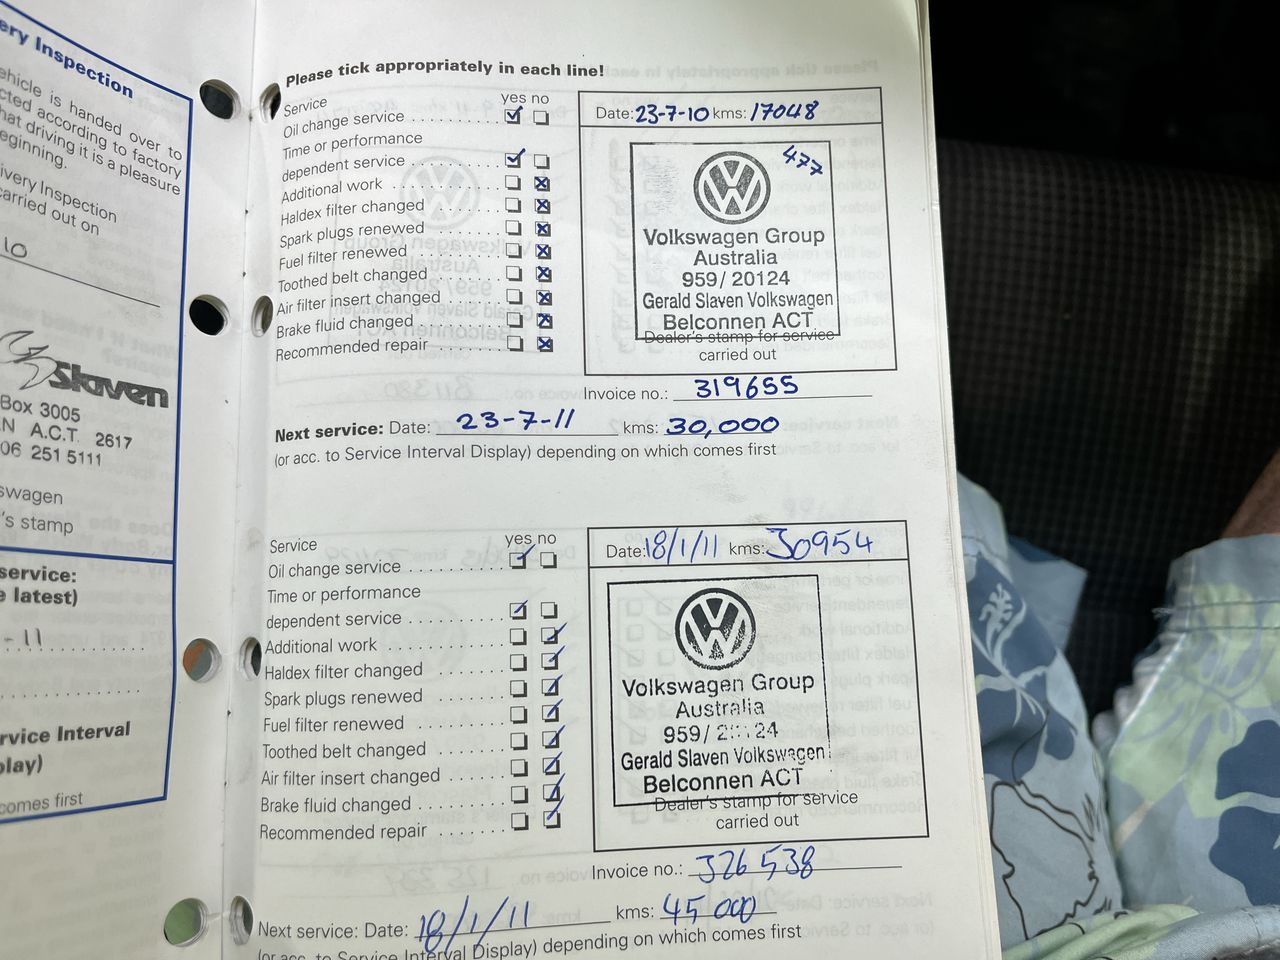 ery Inspection
ehicle is handed over to
cted according to factory
hat driving it is a pleasure
eginning.
ivery Inspection
carried out on
10
Slaven
Box 3005
N A.C.T. 2617
06 251 5111
swagen
's stamp
service:
e latest)
- 11
rvice Interval
play)
comes first
Please tick appropriately in each line!
Service yes no
Oil change service
Time or performance
dependent service
Additional work
Haldex filter changed
Spark plugs renewed
Fuel filter renewed
Toothed belt changed
Air filter insert changed
Brake fluid changed
Recommended repair
Date: 23-7-10 kms: 17048
477
Volkswagen Group
Australia
959/ 20124
Gerald Slaven Volkswagen
Belconnen ACT
Dealer's stamp for service
carried out
Invoice no.: 319655
Next service: Date: 23-7-11 kms: 30,000
(or acc. to Service Interval Display) depending on which comes first
Service yes no
Oil change service
Time or performance
dependent service
Additional work
Haldex filter changed
Spark plugs renewed
Fuel filter renewed
Toothed belt changed
Air filter insert changed
Brake fluid changed
Recommended repair
Date: 18/1/11 kms: 30954
Volkswagen Group
Australia
959/ 20124
Gerald Slaven Volkswagen
Belconnen ACT
Dealer's stamp for service
carried out
Invoice no.: 326538
Next service: Date: 18/1/11 kms: 45000
(or acc. to Service Interval Display) depending on which comes first